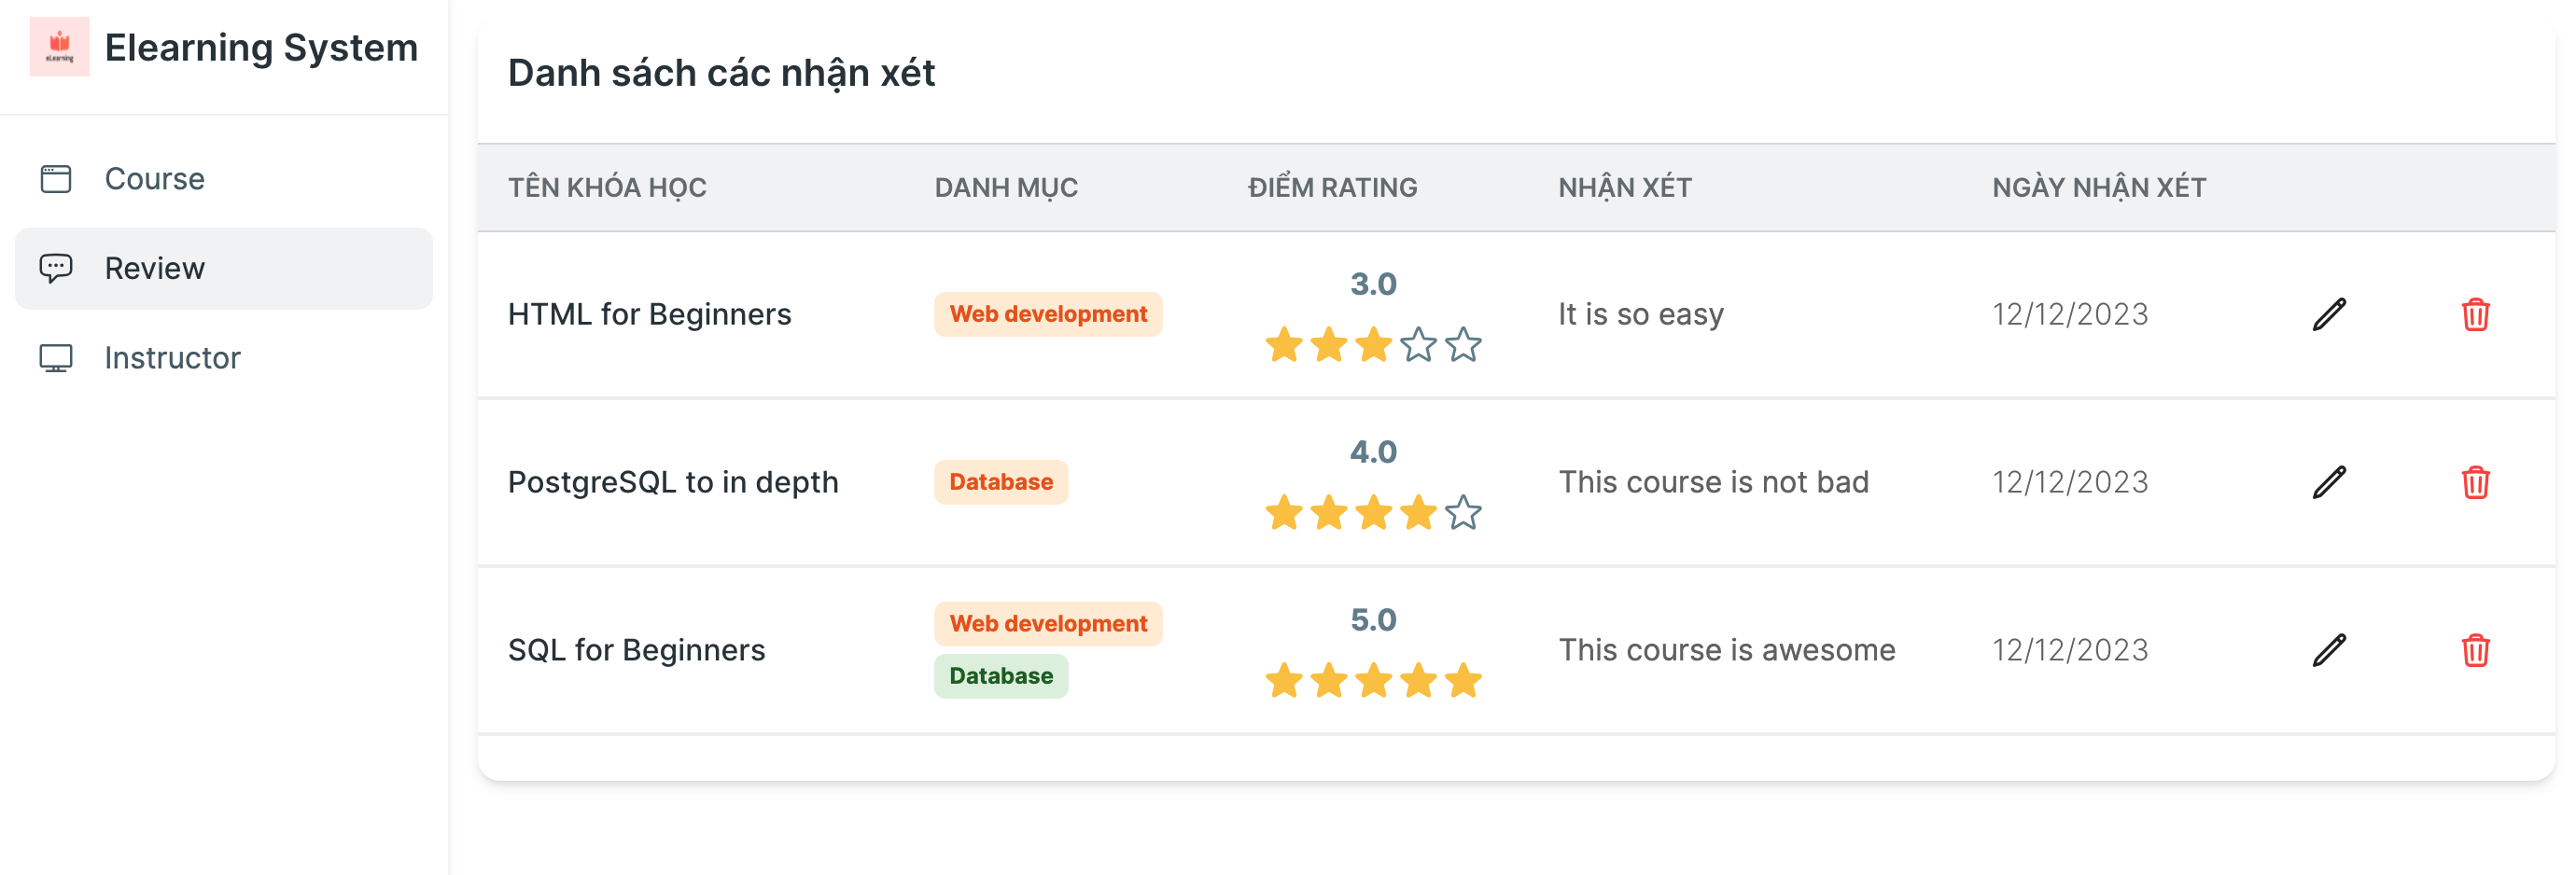 eLearning
Elearning System
Course
Review
Instructor
Danh sách các nhận xét
TÊN KHÓA HỌC DANH MỤC ĐIỂM RATING NHẬN XÉT NGÀY NHẬN XÉT
HTML for Beginners Web development 3.0 It is so easy 12/12/2023
PostgreSQL to in depth Database 4.0 This course is not bad 12/12/2023
SQL for Beginners Web development Database 5.0 This course is awesome 12/12/2023